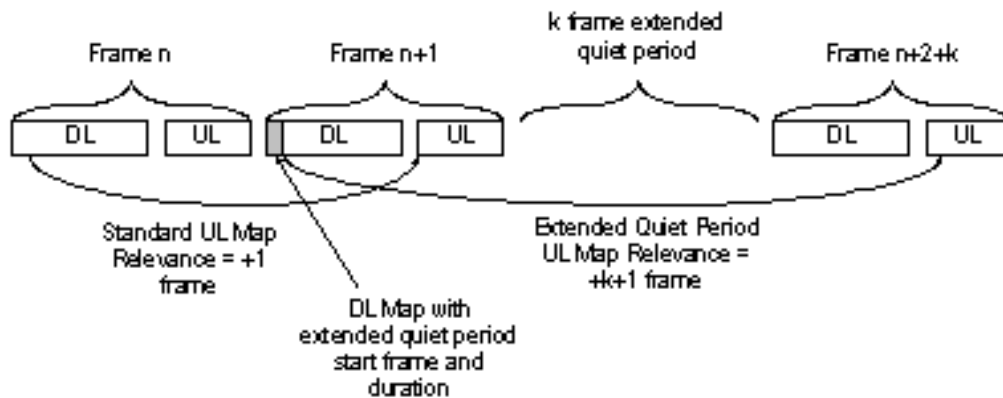 k frame extended
quiet period
Frame n
Frame n+1
Frame n+2+k
DL
UL
DL
UL
DL
UL
Standard UL Map
Relevance = +1
frame
Extended Quiet Period
UL Map Relevance =
+k+1 frame
DL Map with
extended quiet period
start frame and
duration